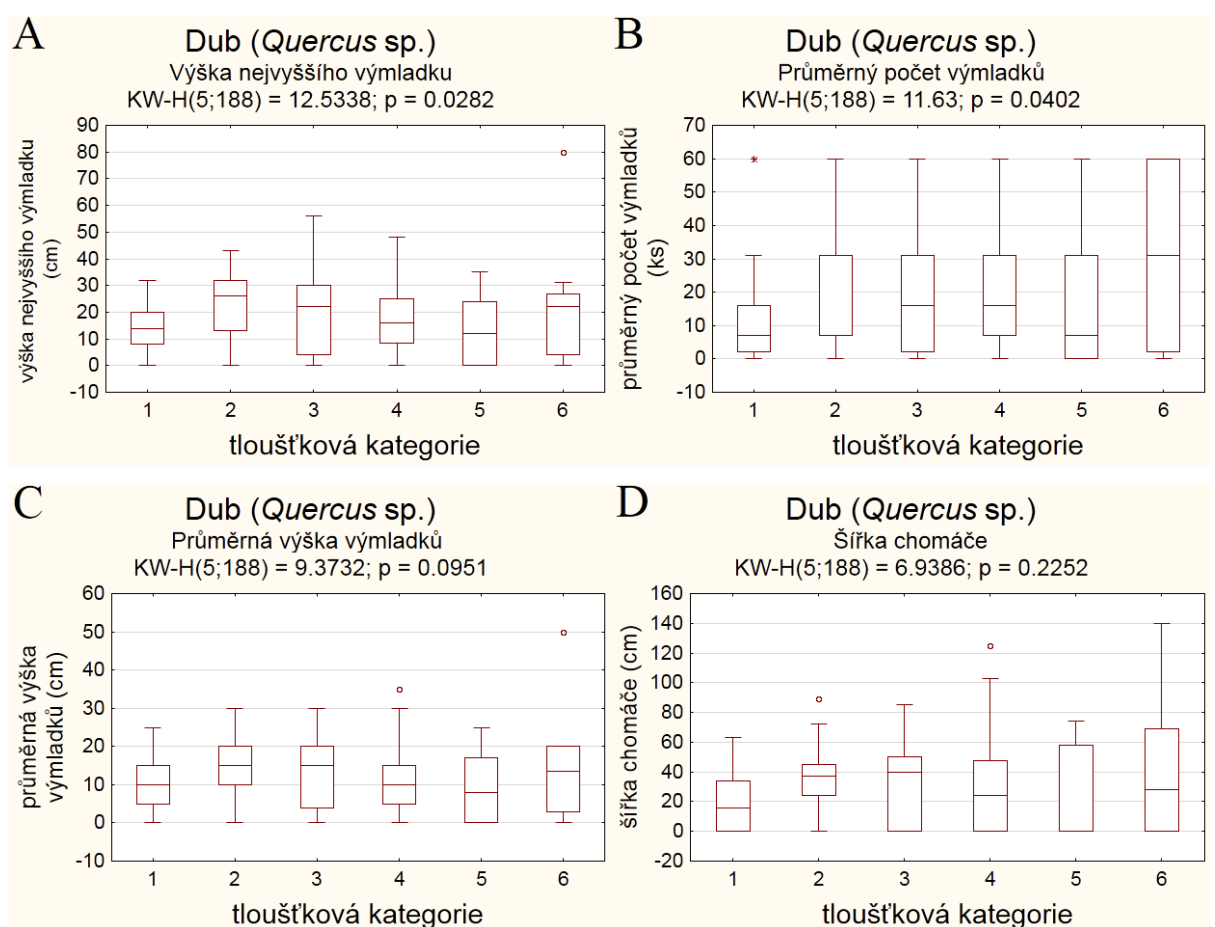 A
Dub (Quercus sp.)
Výška nejvyššího výmladku
KW-H(5;188) = 12.5338; p = 0.0282
výška nejvyššího výmladku
(cm)
90
80
70
60
50
40
30
20
10
0
-10
1 2 3 4 5 6
tloušťková kategorie
B
Dub (Quercus sp.)
Průměrný počet výmladků
KW-H(5;188) = 11.63; p = 0.0402
průměrný počet výmladků
(ks)
70
60
50
40
30
20
10
0
-10
1 2 3 4 5 6
tloušťková kategorie
C
Dub (Quercus sp.)
Průměrná výška výmladků
KW-H(5;188) = 9.3732; p = 0.0951
průměrná výška
výmladků (cm)
60
50
40
30
20
10
0
-10
1 2 3 4 5 6
tloušťková kategorie
D
Dub (Quercus sp.)
Šířka chomáče
KW-H(5;188) = 6.9386; p = 0.2252
šířka chomáče (cm)
160
140
120
100
80
60
40
20
0
-20
1 2 3 4 5 6
tloušťková kategorie